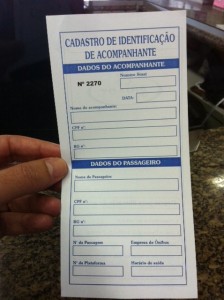 CADASTRO DE IDENTIFICAÇÃO
DE ACOMPANHANTE
DADOS DO ACOMPANHANTE
Nº 2270
DATA:
Nome do acompanhante:
CPF nº:
RG nº:
DADOS DO PASSAGEIRO
Nome do Passageiro
CPF nº:
RG nº:
Nº da Passagem
Empresa de Ônibus:
Nº da Plataforma
Horário de saída